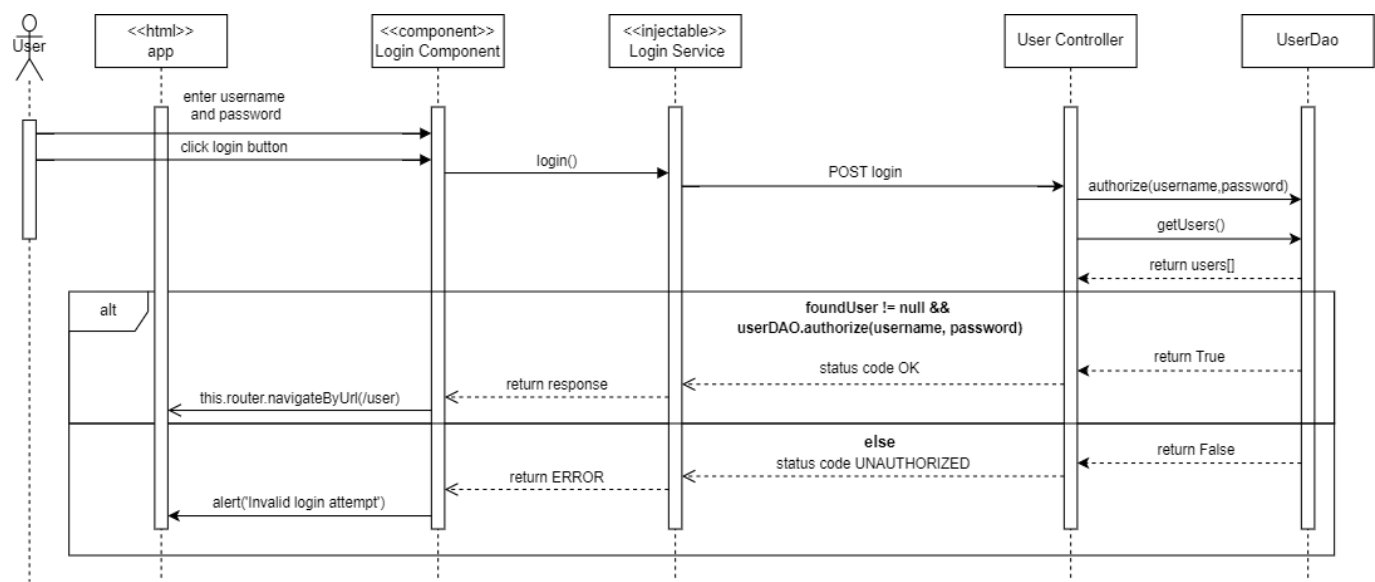 User
<<html>>
app
<<component>>
Login Component
<<injectable>>
Login Service
User Controller
UserDao
enter username
and password
click login button
login()
POST login
authorize(username,password)
getUsers()
return users[]
alt
foundUser != null &&
userDAO.authorize(username, password)
return True
status code OK
return response
this.router.navigateByUrl(/user)
else
return False
status code UNAUTHORIZED
return ERROR
alert('Invalid login attempt')